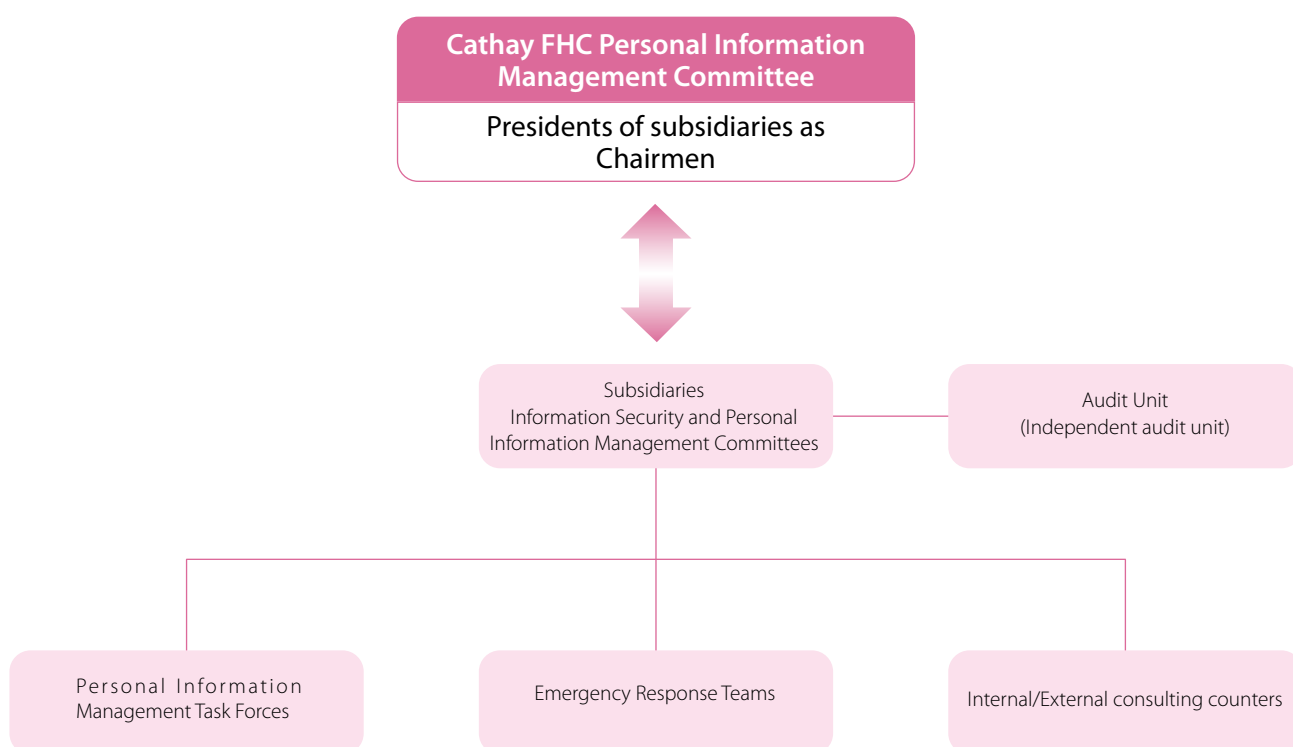 Cathay FHC Personal Information
Management Committee
Presidents of subsidiaries as
Chairmen
Subsidiaries
Information Security and Personal
Information Management Committees
Audit Unit
(Independent audit unit)
Personal Information
Management Task Forces
Emergency Response Teams
Internal/External consulting counters